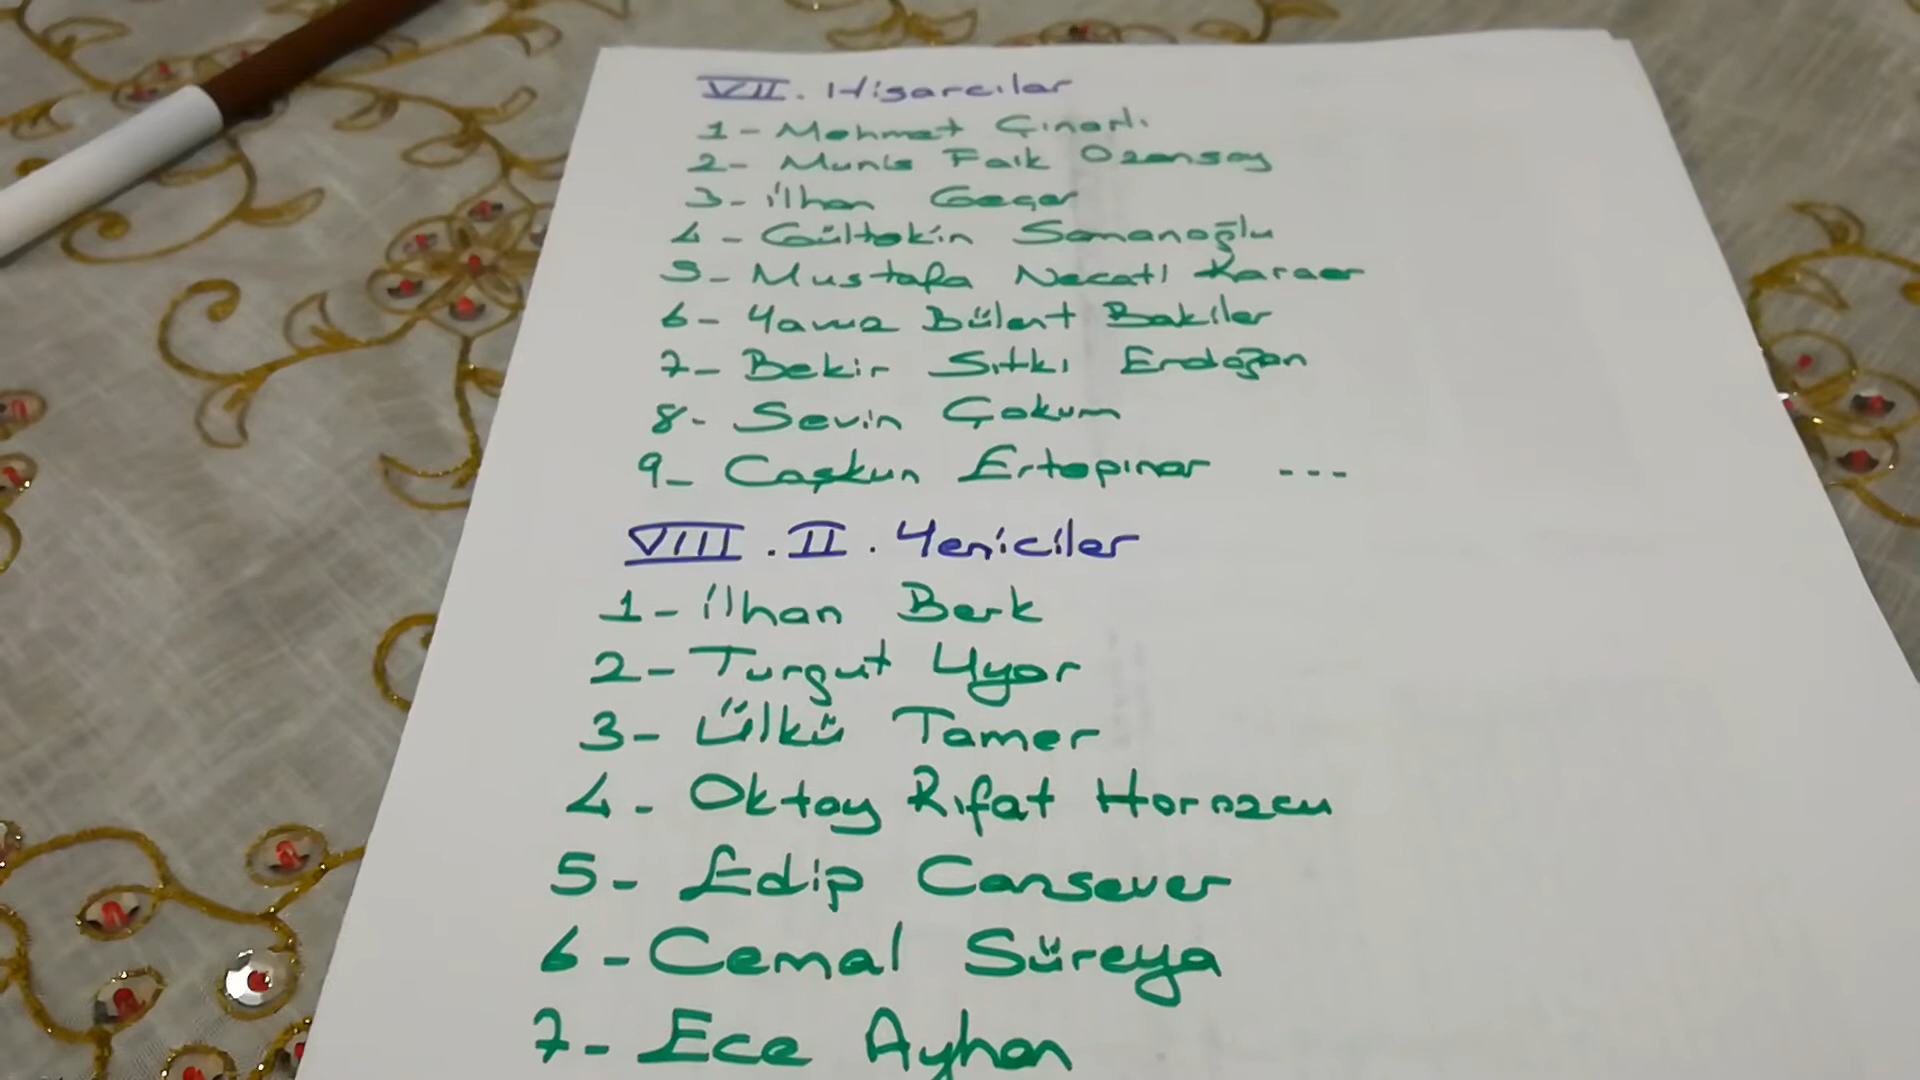 VII. Hisarcılar
1- Mehmet Çınarlı
2- Munis Faik Ozansoy
3- İlhan Geçer
4- Gültekin Samanoğlu
5- Mustafa Necati Karaer
6- Yavuz Bülent Bakiler
7- Bekir Sıtkı Erdoğan
8- Sevin Çokum
9- Coşkun Ertepınar ---
VIII. II. Yeniciler
1- İlhan Berk
2- Turgut Uyar
3- Ülkü Tamer
4- Oktay Rıfat Horozcu
5- Edip Cansever
6- Cemal Süreya
7- Ece Ayhan